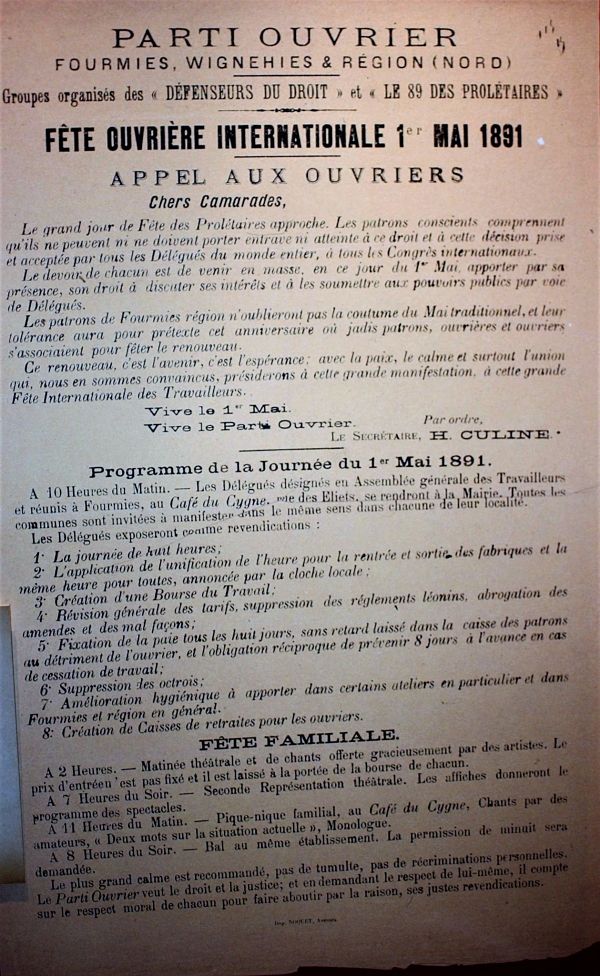 PARTI OUVRIER
FOURMIES, WIGNEHIES & RÉGION (NORD)
Groupes organisés des « DÉFENSEURS DU DROIT » et « LE 89 DES PROLÉTAIRES »
FÊTE OUVRIÈRE INTERNATIONALE 1er MAI 1891
APPEL AUX OUVRIERS
Chers Camarades,
Le grand jour de Fête des Prolétaires approche. Les patrons conscients comprennent
qu'ils ne peuvent ni ne doivent porter entrave ni atteinte à ce droit et à cette décision prise
et acceptée par tous les Délégués du monde entier, à tous les Congrès internationaux.
Le devoir de chacun est de venir en masse, en ce jour du 1er Mai, apporter par sa
présence, son droit à discuter ses intérêts et à les soumettre aux pouvoirs publics par voie
de Délégués.
Les patrons de Fourmies région n'oublieront pas la coutume du Mai traditionnel, et leur
tolérance aura pour prétexte cet anniversaire où jadis patrons, ouvrières et ouvriers
s'associaient pour fêter le renouveau.
Ce renouveau, c'est l'avenir, c'est l'espérance; avec la paix, le calme et surtout l'union
qui, nous en sommes convaincus, présiderons à cette grande manifestation, à cette grande
Fête Internationale des Travailleurs.
Vive le 1er Mai.
Vive le Parti Ouvrier.
Par ordre,
LE SECRÉTAIRE, H. CULINE.
Programme de la Journée du 1er Mai 1891.
A 10 Heures du Matin. — Les Délégués désignés en Assemblée générale des Travailleurs
et réunis à Fourmies, au Café du Cygne, rue des Eliets, se rendront à la Mairie. Toutes les
communes sont invitées à manifester dans le même sens dans chacune de leur localité.
Les Délégués exposeront comme revendications :
1° La journée de huit heures;
2° L'application de l'unification de l'heure pour la rentrée et sortie des fabriques et la
même heure pour toutes, annoncée par la cloche locale;
3° Création d'une Bourse du Travail;
4° Révision générale des tarifs, suppression des réglements léonins, abrogation des
amendes et des mal façons;
5° Fixation de la paie tous les huit jours, sans retard laissé dans la caisse des patrons
au détriment de l'ouvrier, et l'obligation réciproque de prévenir 8 jours à l'avance en cas
de cessation de travail;
6° Suppression des octrois;
7° Amélioration hygiénique à apporter dans certains ateliers en particulier et dans
Fourmies et région en général.
8° Création de Caisses de retraites pour les ouvriers.
FÊTE FAMILIALE.
A 2 Heures. — Matinée théâtrale et de chants offerte gracieusement par des artistes. Le
prix d'entrée n'est pas fixé et il est laissé à la portée de la bourse de chacun.
A 7 Heures du Soir. — Seconde Représentation théâtrale. Les affiches donneront le
programme des spectacles.
A 11 Heures du Matin. — Pique-nique familial, au Café du Cygne, Chants par des
amateurs, « Deux mots sur la situation actuelle », Monologue.
A 8 Heures du Soir. — Bal au même établissement. La permission de minuit sera
demandée.
Le plus grand calme est recommandé, pas de tumulte, pas de récriminations personnelles.
Le Parti Ouvrier veut le droit et la justice; et en demandant le respect de lui-même, il compte
sur le respect moral de chacun pour faire aboutir par la raison, ses justes revendications.